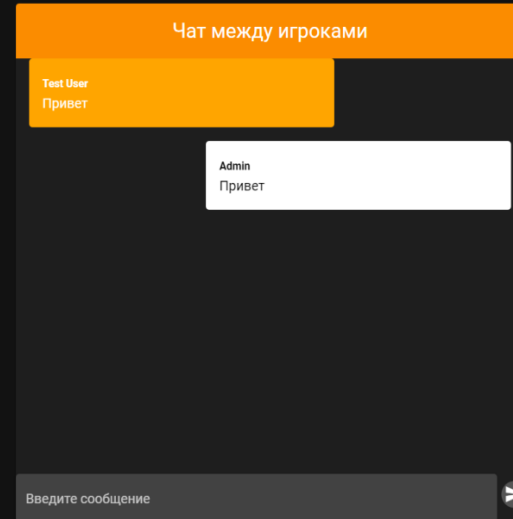 Чат между игроками
Test User
Привет
Admin
Привет
Введите сообщение